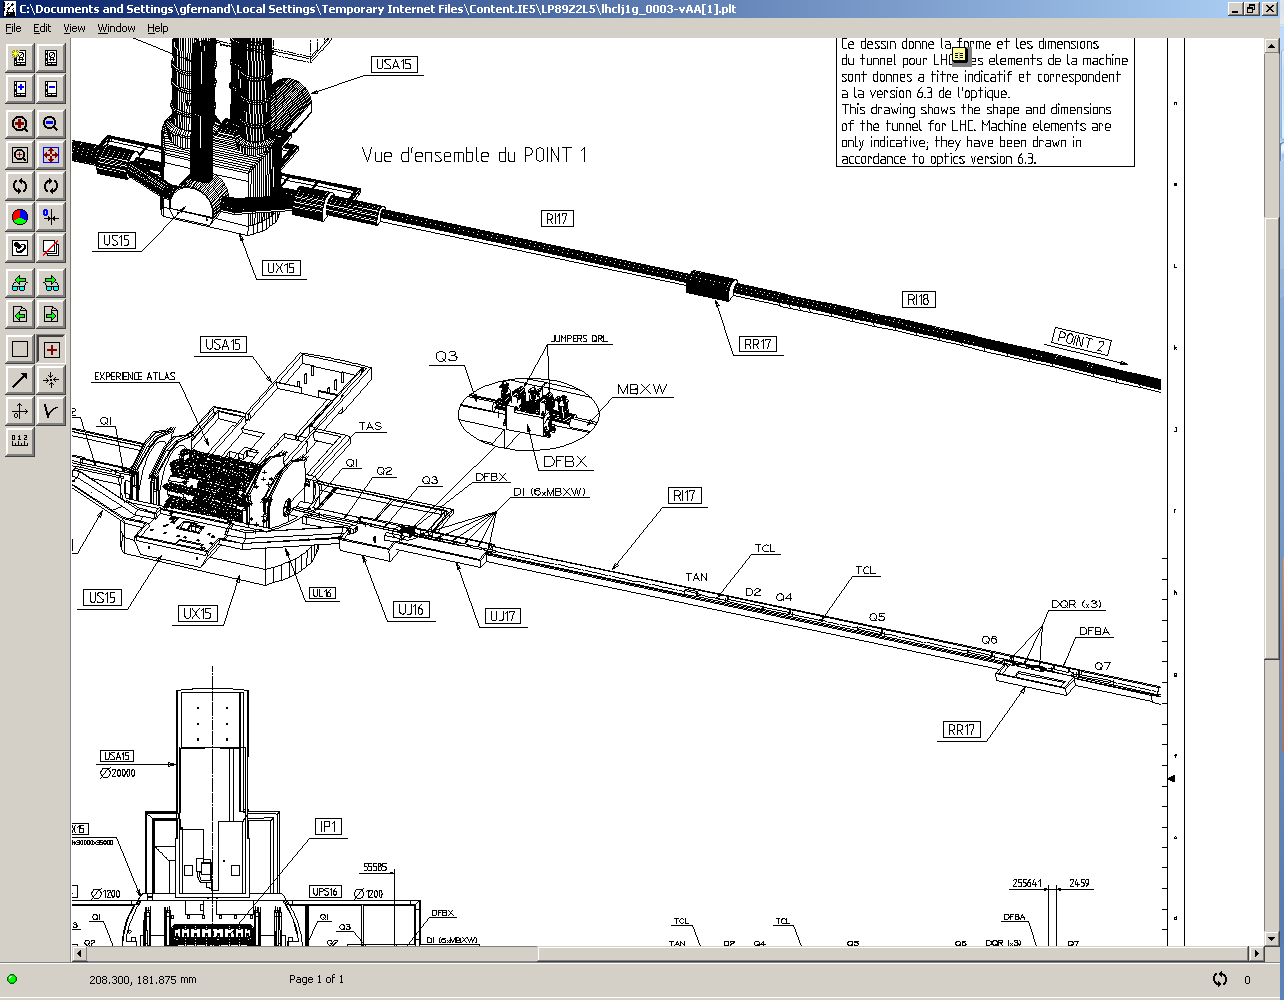 C:\Documents and Settings\gfernand\Local Settings\Temporary Internet Files\Content.IE5\LP89Z2L5\lhclj1g_0003-vAA[1].plt
File Edit View Window Help
Ce dessin donne la forme et les dimensions
du tunnel pour LHC es elements de la machine
sont donnes a titre indicatif et correspondent
a la version 6.3 de l'optique.
This drawing shows the shape and dimensions
of the tunnel for LHC. Machine elements are
only indicative; they have been drawn in
accordance to optics version 6.3.
USA15
Vue d'ensemble du POINT 1
US15
UX15
RI17
RR17
RI18
POINT 2
USA15
EXPERIENCE ATLAS
Q1
TAS
Q3
JUMPERS QRL
MBXW
DFBX
Q1
Q2
Q3
DFBX
D1 (6xMBXW)
RI17
TCL
TCL
TAN
D2
Q4
Q5
DQR (x3)
DFBA
Q6
Q7
US15
UX15
UL16
UJ16
UJ17
RR17
USA15
Ø20000
IP1
X15
55585
255641
2459
Ø1200
UPS16
Ø1200
Q1
Q2
Q1
Q2
Q3
DFBX
D1 (6xMBXW)
TCL
TCL
DFBA
TAN
D2
Q4
Q5
Q6
DQR (x3)
Q7
208.300, 181.875 mm
Page 1 of 1
0